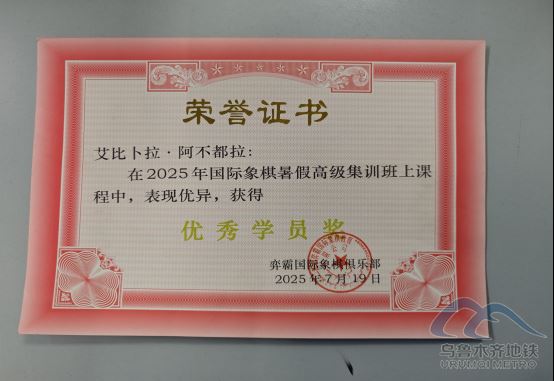 荣誉证书
艾比卜拉·阿不都拉:
在2025年国际象棋暑假高级集训班上课
程中，表现优异，获得
优秀学员奖
弈霸国际象棋俱乐部
2025年7月19日
乌鲁木齐地铁
URUMQI METRO